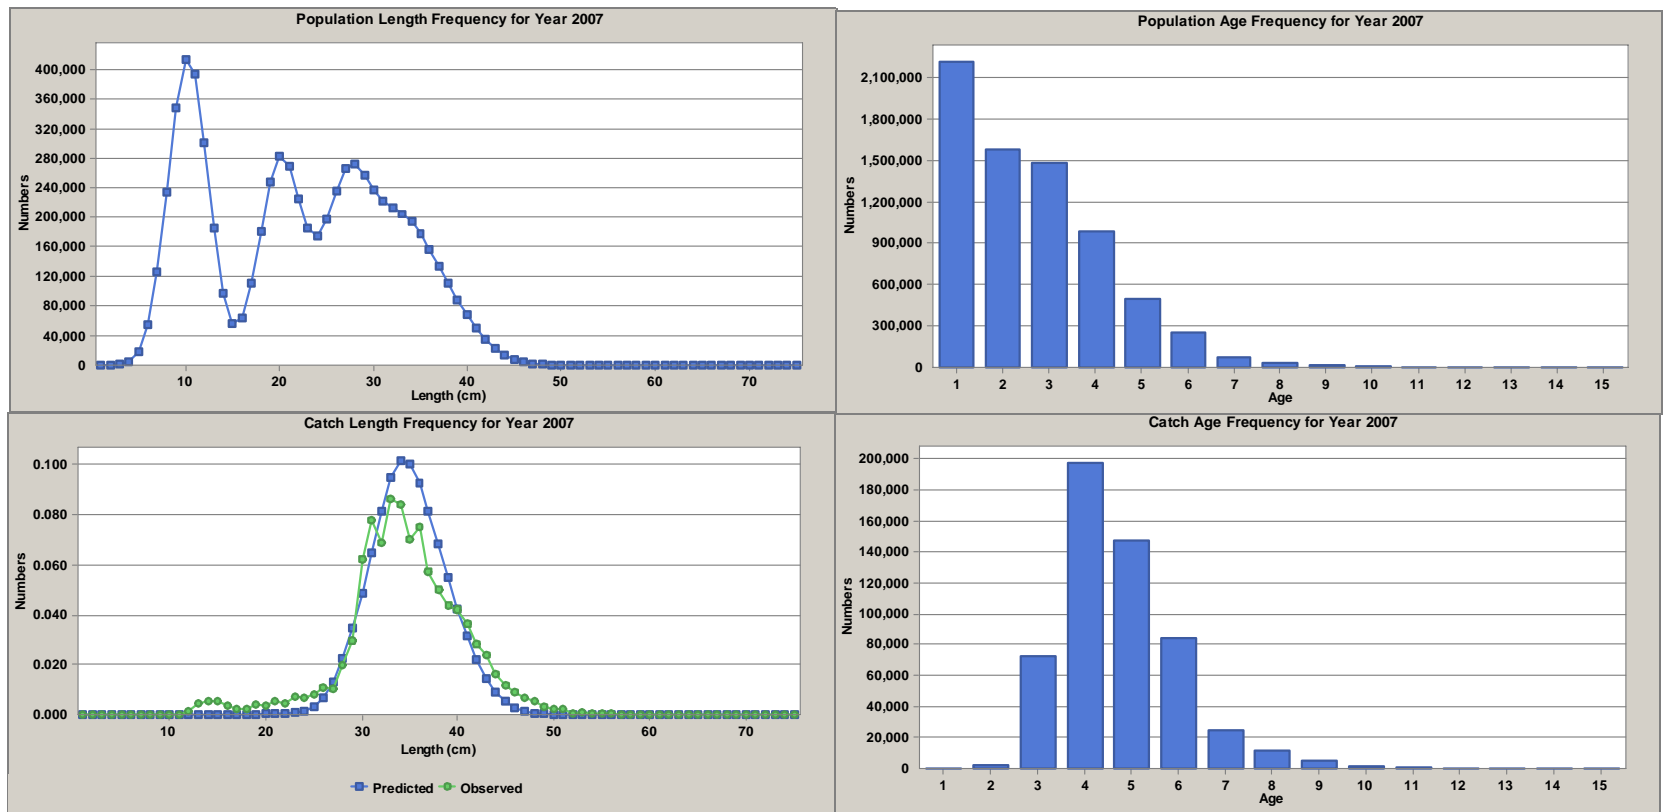 Population Length Frequency for Year 2007
Numbers
400,000
360,000
320,000
280,000
240,000
200,000
160,000
120,000
80,000
40,000
0
10 20 30 40 50 60 70
Length (cm)
Population Age Frequency for Year 2007
Numbers
2,100,000
1,800,000
1,500,000
1,200,000
900,000
600,000
300,000
0
1 2 3 4 5 6 7 8 9 10 11 12 13 14 15
Age
Catch Length Frequency for Year 2007
Numbers
0.100
0.080
0.060
0.040
0.020
0.000
10 20 30 40 50 60 70
Length (cm)
Predicted Observed
Catch Age Frequency for Year 2007
Numbers
200,000
180,000
160,000
140,000
120,000
100,000
80,000
60,000
40,000
20,000
0
1 2 3 4 5 6 7 8 9 10 11 12 13 14 15
Age